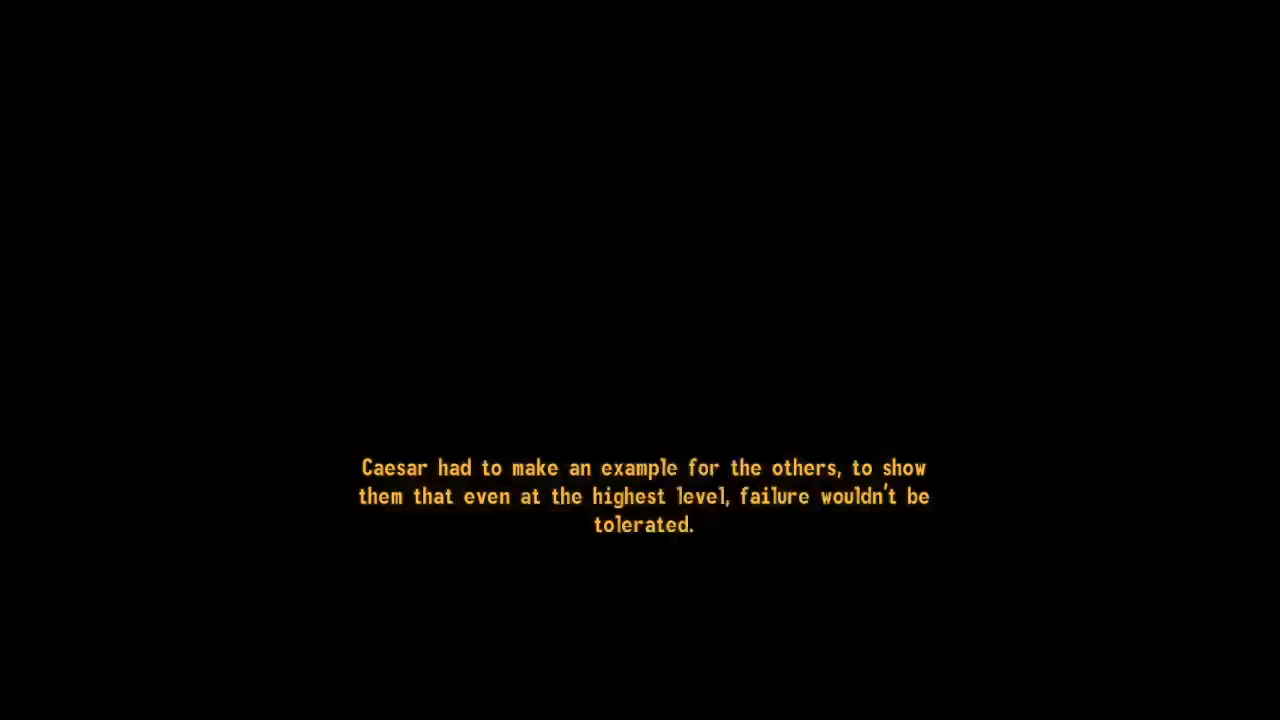 Caesar had to make an example for the others, to show
them that even at the highest level, failure wouldn't be
tolerated.